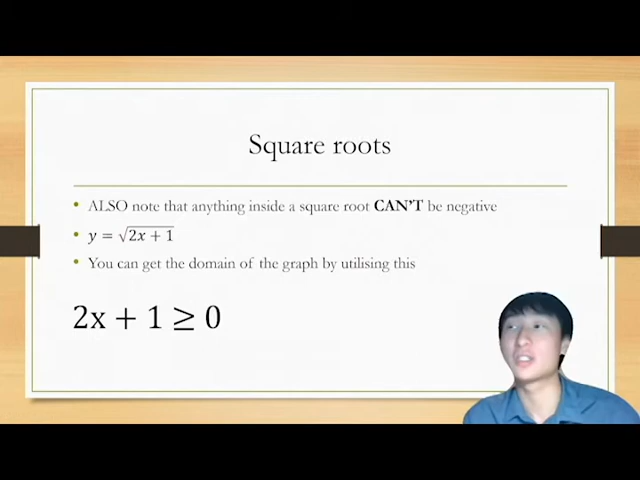 Square roots
• ALSO note that anything inside a square root CAN'T be negative
• y = √2x + 1
• You can get the domain of the graph by utilising this
2x + 1 ≥ 0